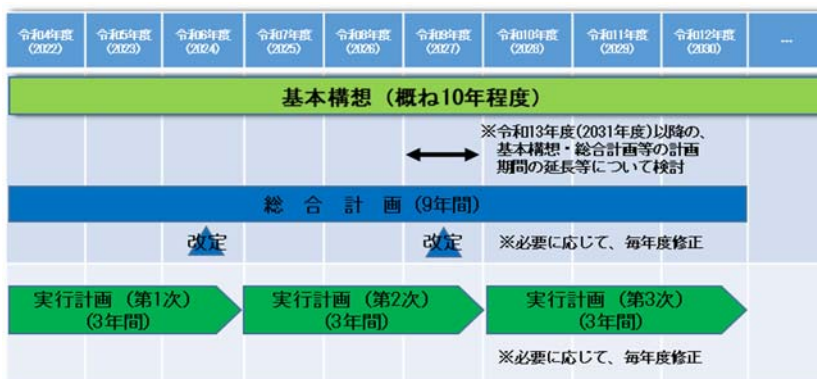 令和4年度
(2022)
令和5年度
(2023)
令和6年度
(2024)
令和7年度
(2025)
令和8年度
(2026)
令和9年度
(2027)
令和10年度
(2028)
令和11年度
(2029)
令和12年度
(2030)
…
基本構想（概ね10年程度）
※令和13年度(2031年度)以降の、
基本構想・総合計画等の計画
期間の延長等について検討
総合計画(9年間)
改定
改定
※必要に応じて、毎年度修正
実行計画（第1次）
(3年間)
実行計画（第2次）
(3年間)
実行計画（第3次）
(3年間)
※必要に応じて、毎年度修正